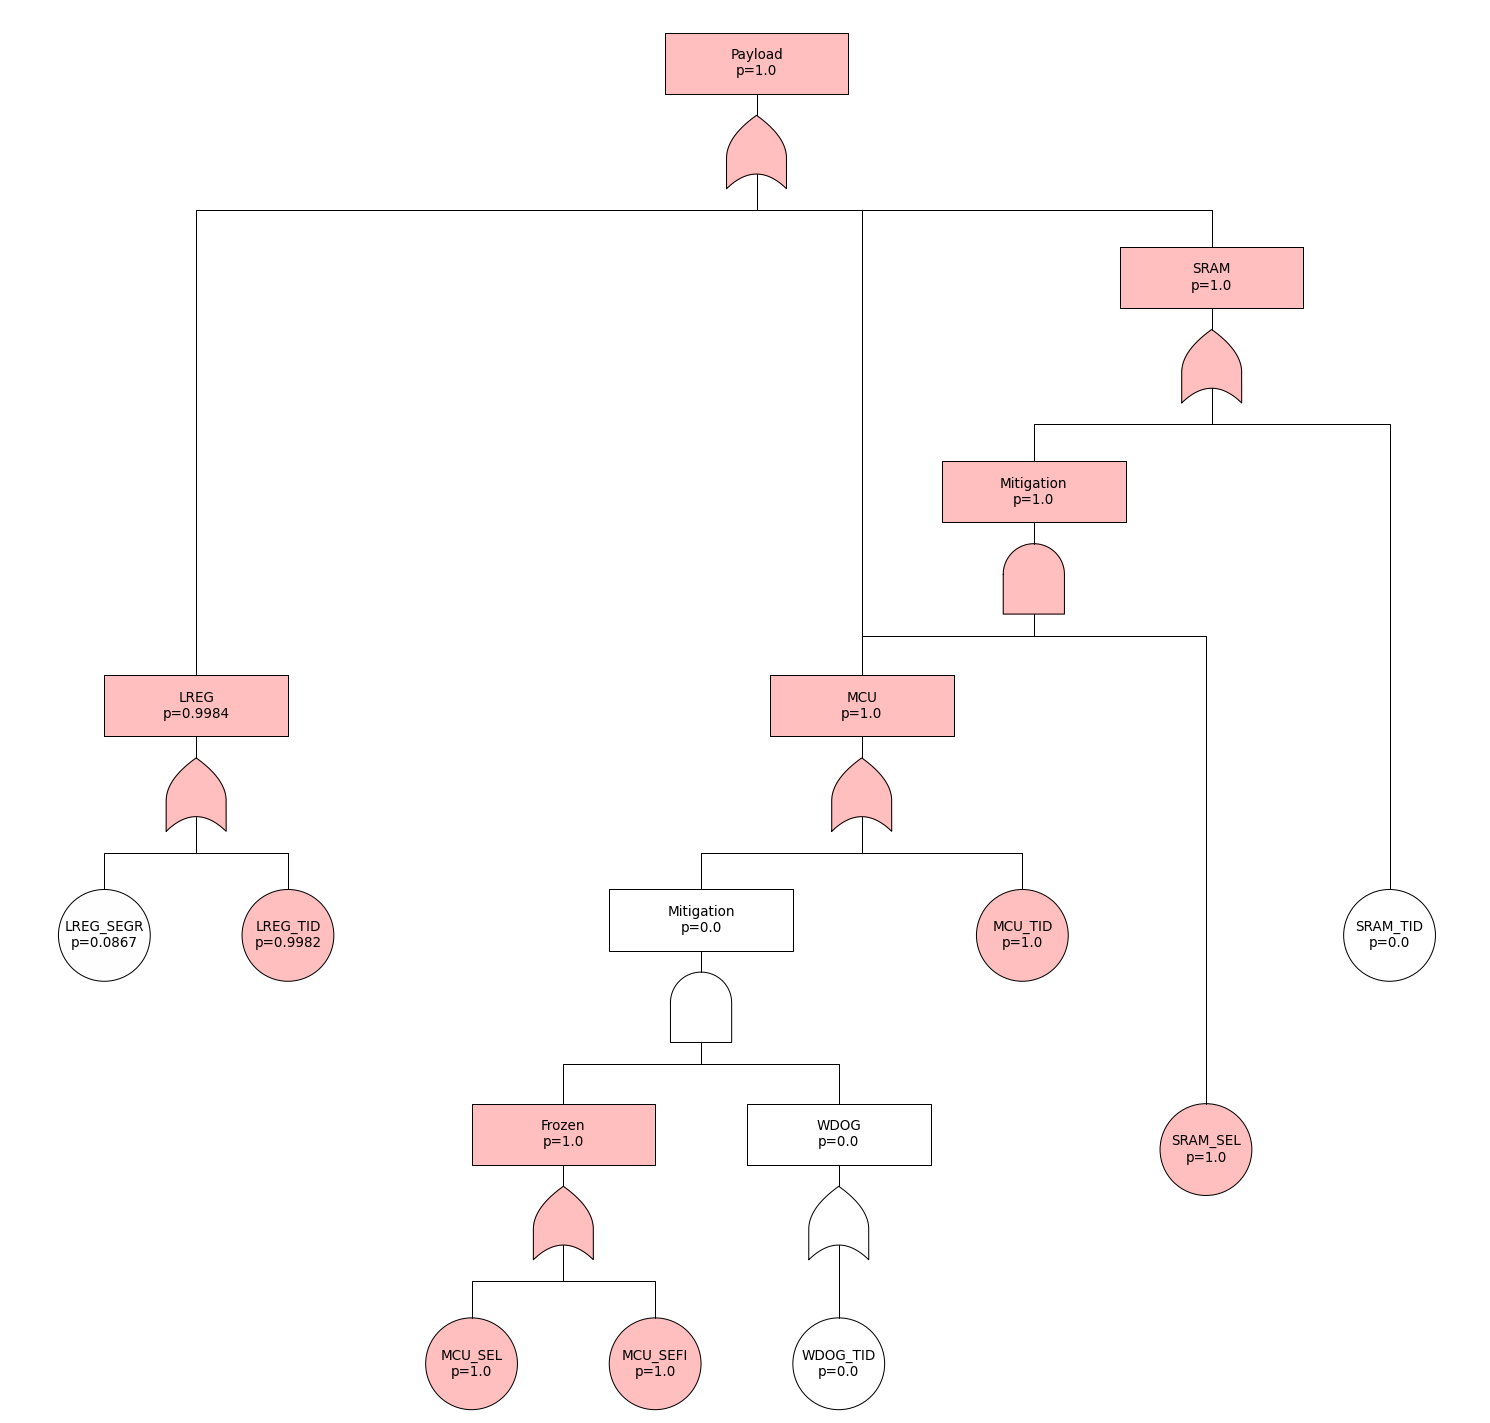 Payload
p=1.0
SRAM
p=1.0
Mitigation
p=1.0
LREG
p=0.9984
MCU
p=1.0
LREG_SEGR
p=0.0867
LREG_TID
p=0.9982
Mitigation
p=0.0
MCU_TID
p=1.0
SRAM_TID
p=0.0
Frozen
p=1.0
WDOG
p=0.0
SRAM_SEL
p=1.0
MCU_SEL
p=1.0
MCU_SEFI
p=1.0
WDOG_TID
p=0.0